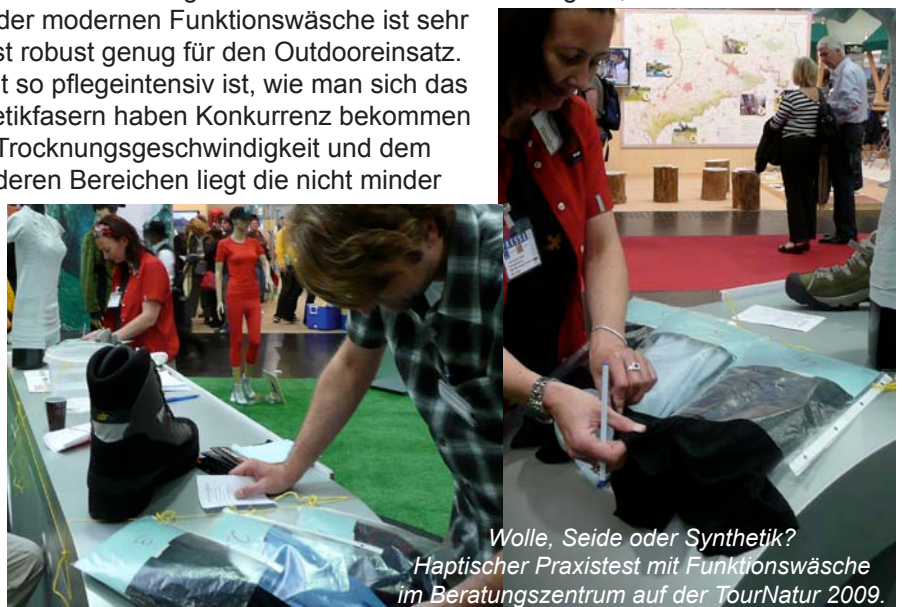 der modernen Funktionswäsche ist sehr
st robust genug für den Outdooreinsatz.
t so pflegeintensiv ist, wie man sich das
etikfasern haben Konkurrenz bekommen
Trocknungsgeschwindigkeit und dem
deren Bereichen liegt die nicht minder
Wolle, Seide oder Synthetik?
Haptischer Praxistest mit Funktionswäsche
im Beratungszentrum auf der TourNatur 2009.